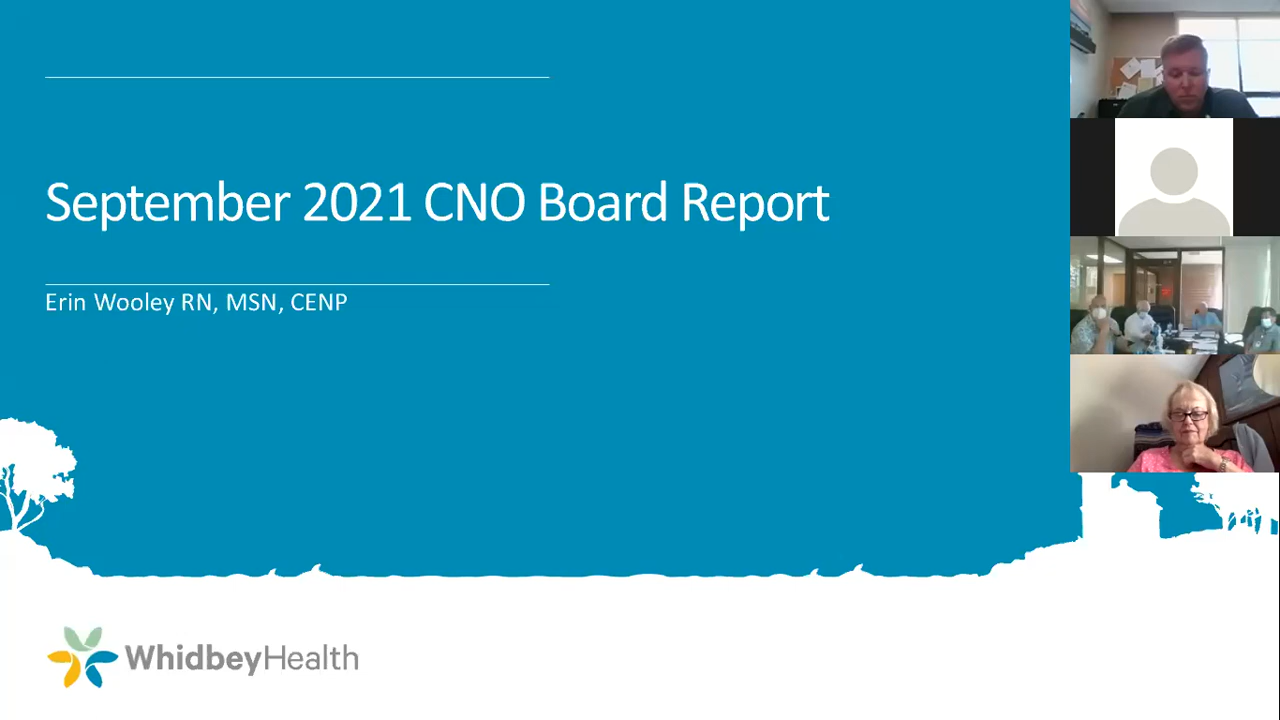 September 2021 CNO Board Report
Erin Wooley RN, MSN, CENP
WhidbeyHealth